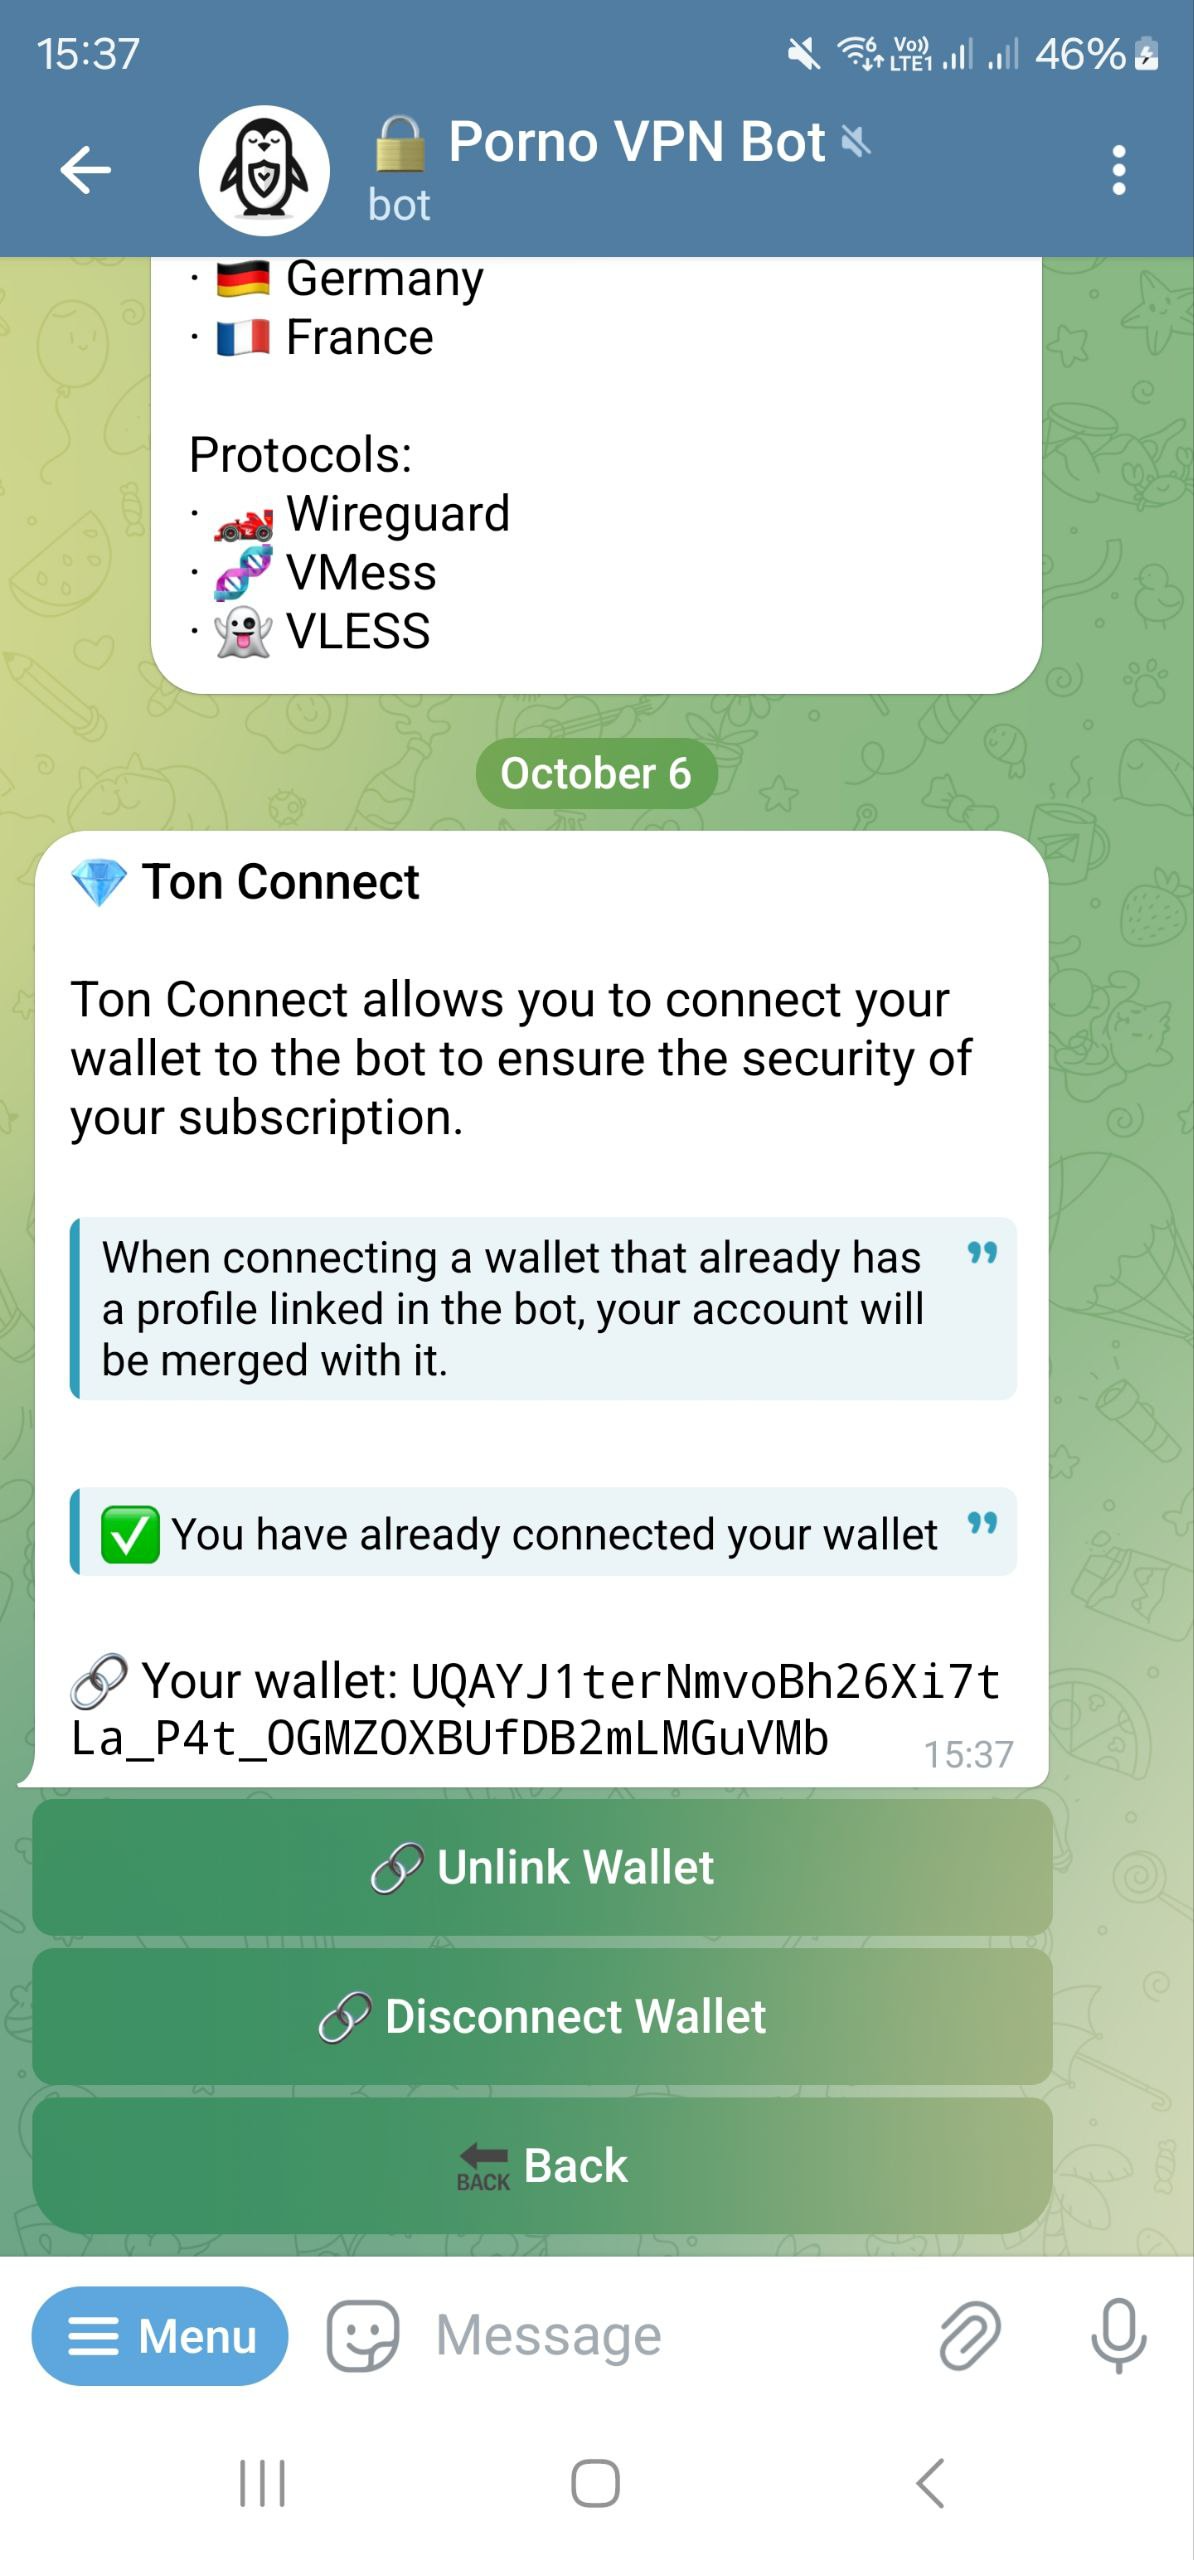 15:37
6 Vo)) LTE1 46%
🔒 Porno VPN Bot
bot
· 🇩🇪 Germany
· 🇫🇷 France
Protocols:
· 🏎 Wireguard
· 🧬 VMess
· 👻 VLESS
October 6
💎 Ton Connect
Ton Connect allows you to connect your
wallet to the bot to ensure the security of
your subscription.
When connecting a wallet that already has
a profile linked in the bot, your account will
be merged with it.
✅ You have already connected your wallet
🔗 Your wallet: UQAYJ1terNmvoBh26Xi7t
La_P4t_OGMZOXBUfDB2mLMGuVMb
15:37
🔗 Unlink Wallet
🔗 Disconnect Wallet
🔙 Back
Menu
Message